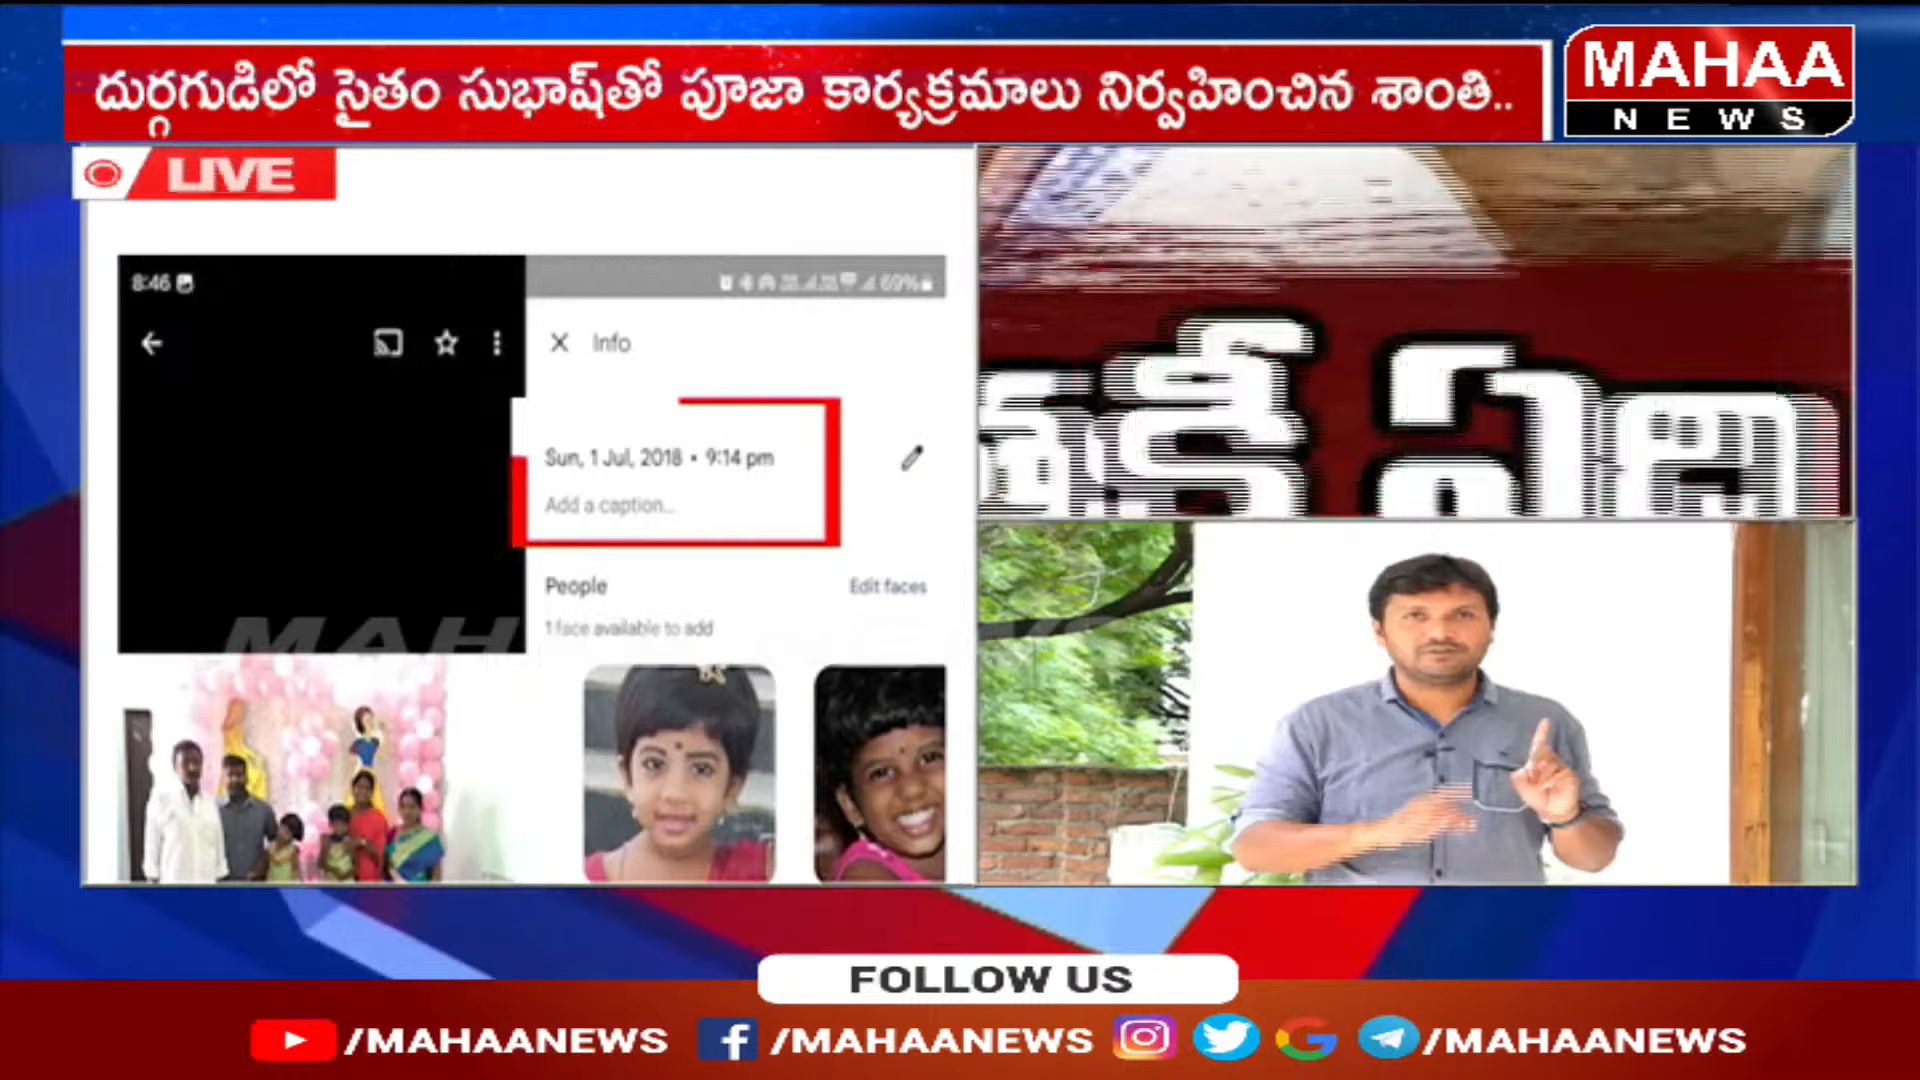 దుర్గగుడిలో సైతం సుభాష్‌తో పూజా కార్యక్రమాలు నిర్వహించిన శాంతి..
MAHAA
NEWS
LIVE
8:46
69%
Info
Sun, 1 Jul, 2018 • 9:14 pm
Add a caption...
People
Edit faces
1 face available to add
FOLLOW US
/MAHAANEWS
/MAHAANEWS
/MAHAANEWS